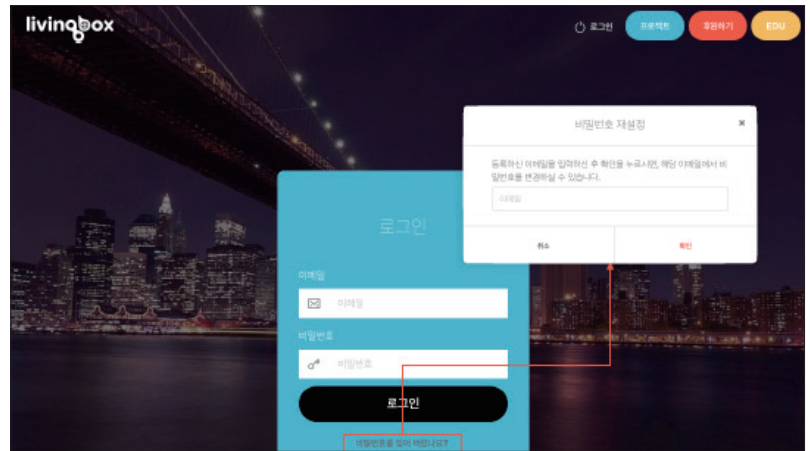 livingbox
로그인
프로젝트
후원하기
EDU
비밀번호 재설정
×
등록하신 이메일을 입력하신 후 확인을 누르시면, 해당 이메일에서 비
밀번호를 변경하실 수 있습니다.
이메일
취소
확인
로그인
이메일
이메일
비밀번호
비밀번호
로그인
비밀번호를 잊어 버렸나요?